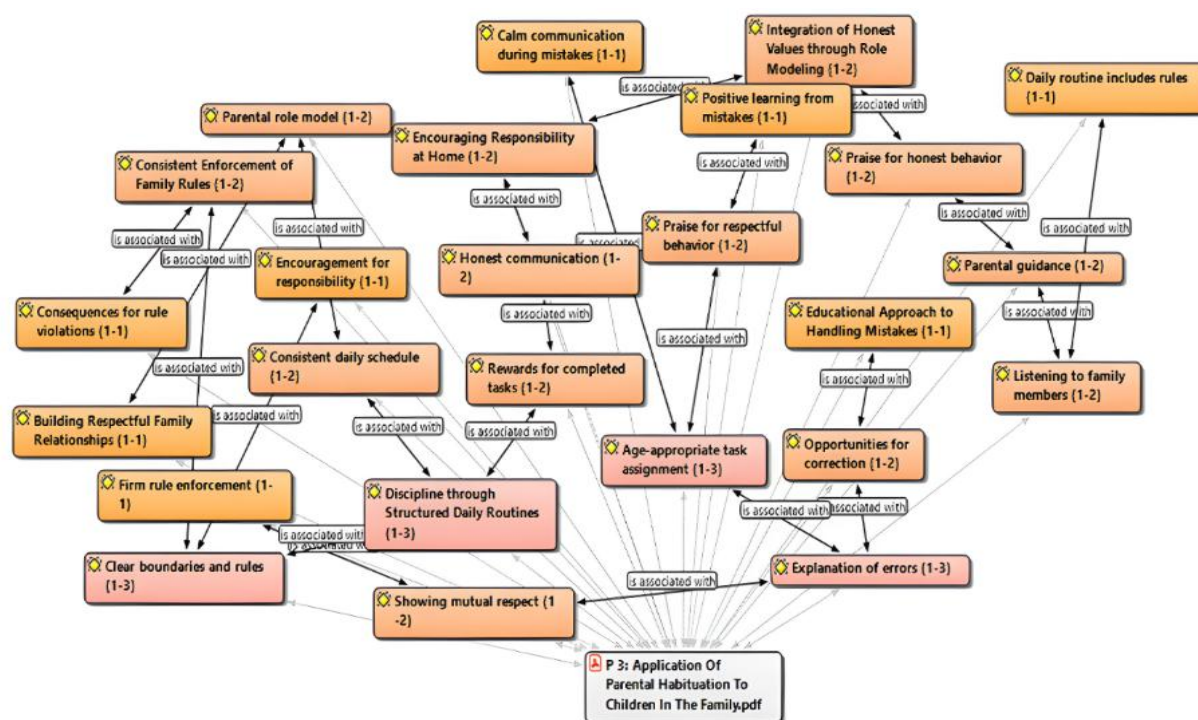 Calm communication
during mistakes {1-1}
Integration of Honest
Values through Role
Modeling {1-2}
Daily routine includes rules
{1-1}
is associated with
Positive learning from
mistakes {1-1}
is associated with
is associated with
Parental role model {1-2}
Encouraging Responsibility
at Home {1-2}
Praise for honest behavior
{1-2}
Consistent Enforcement of
Family Rules {1-2}
is associated with
is associated with
is associated with
is associated with
Praise for respectful
behavior {1-2}
is associated with
is associated with
is associated with
is associated with
Encouragement for
responsibility {1-1}
Honest communication {1-
2}
Parental guidance {1-2}
Consequences for rule
violations {1-1}
Educational Approach to
Handling Mistakes {1-1}
is associated with
is associated with
is associated with
is associated with
Consistent daily schedule
{1-2}
Rewards for completed
tasks {1-2}
Listening to family
members {1-2}
is associated with
Building Respectful Family
Relationships {1-1}
is associated with
is associated with
is associated with
Age-appropriate task
assignment {1-3}
Opportunities for
correction {1-2}
Firm rule enforcement {1-
1}
Discipline through
Structured Daily Routines
{1-3}
is associated with
associated with
is associated with
is associated with
Clear boundaries and rules
{1-3}
Explanation of errors {1-3}
is associated with
Showing mutual respect {1
-2}
P 3: Application Of
Parental Habituation To
Children In The Family.pdf